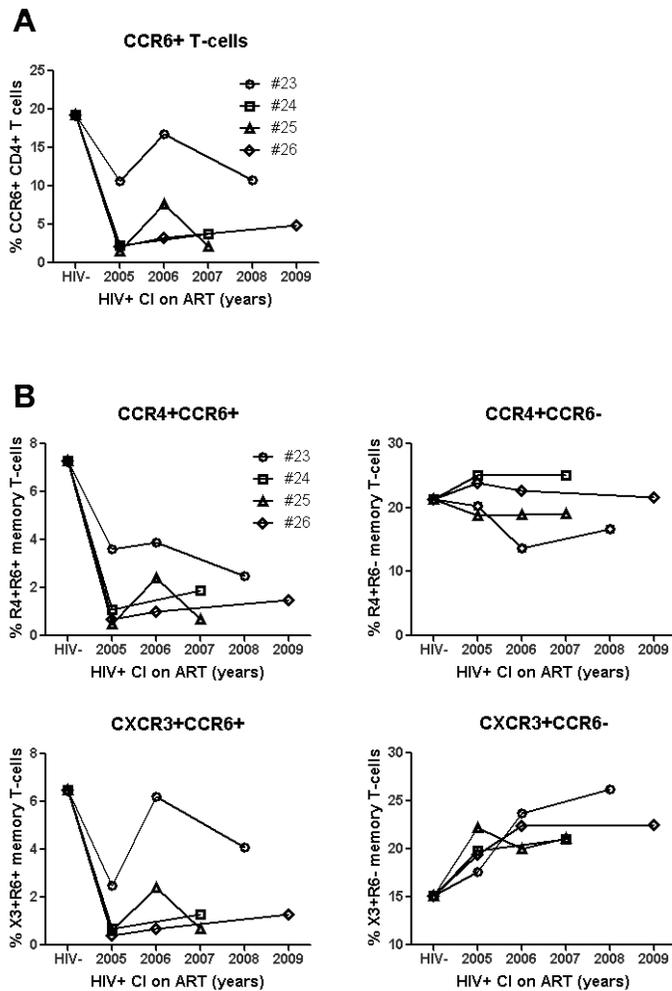 A
CCR6+ T-cells
% CCR6+ CD4+ T cells
25
20
15
10
5
0
#23
#24
#25
#26
HIV- 2005 2006 2007 2008 2009
HIV+ CI on ART (years)
B
CCR4+CCR6+
% R4+R6+ memory T-cells
8
6
4
2
0
#23
#24
#25
#26
HIV- 2005 2006 2007 2008 2009
HIV+ CI on ART (years)
CCR4+CCR6-
% R4+R6- memory T-cells
30
20
10
0
HIV- 2005 2006 2007 2008 2009
HIV+ CI on ART (years)
CXCR3+CCR6+
% X3+R6+ memory T-cells
8
6
4
2
0
HIV- 2005 2006 2007 2008 2009
HIV+ CI on ART (years)
CXCR3+CCR6-
% X3+R6- memory T-cells
30
25
20
15
10
HIV- 2005 2006 2007 2008 2009
HIV+ CI on ART (years)